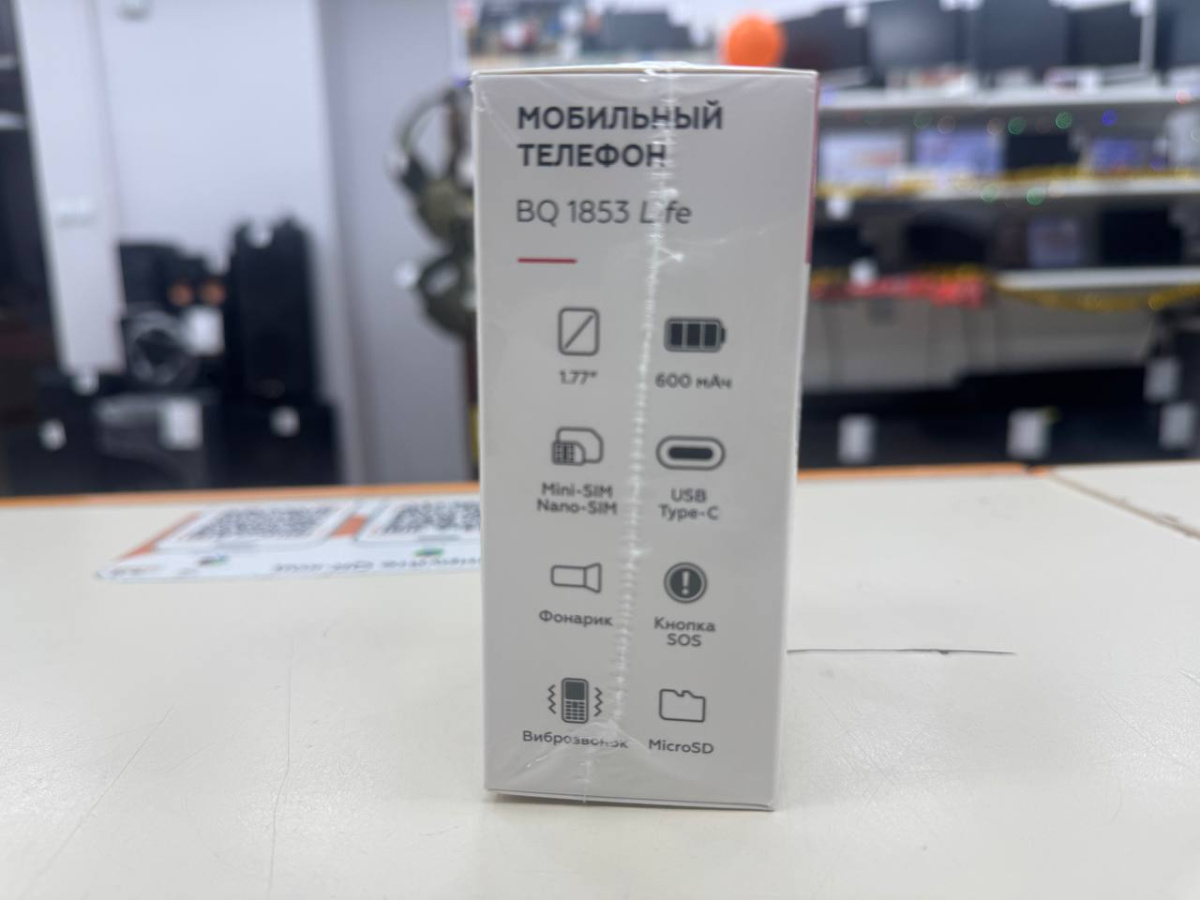 МОБИЛЬНЫЙ
ТЕЛЕФОН
BQ 1853 Life
1.77"
600 мАч
Mini-SIM
Nano-SIM
USB
Type-C
Фонарик
Кнопка
SOS
Виброзвонок
MicroSD